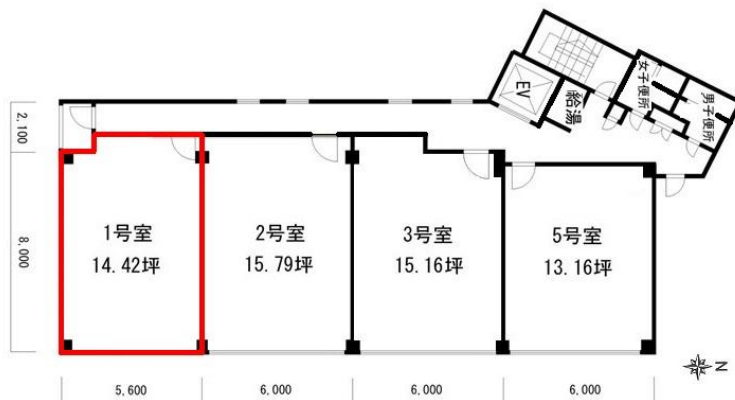 EV
給湯
女子便所
男子便所
2,100
8,000
1号室
14.42坪
2号室
15.79坪
3号室
15.16坪
5号室
13.16坪
N
5,600
6,000
6,000
6,000